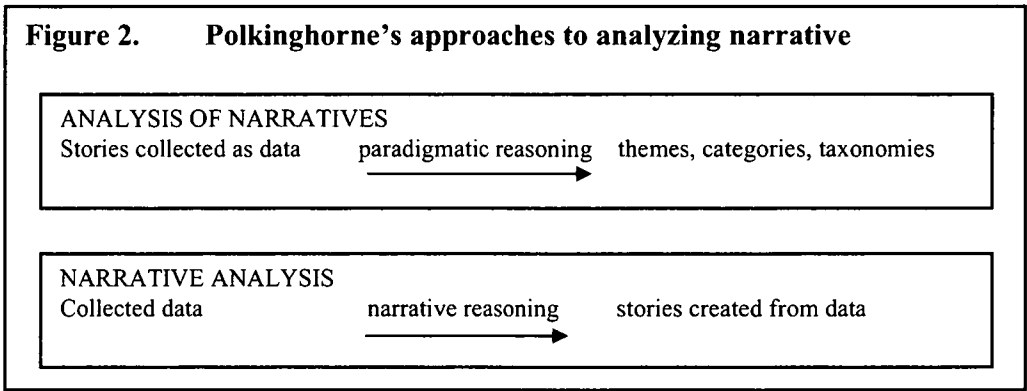 Figure 2. Polkinghorne's approaches to analyzing narrative
ANALYSIS OF NARRATIVES
Stories collected as data paradigmatic reasoning themes, categories, taxonomies
NARRATIVE ANALYSIS
Collected data narrative reasoning stories created from data